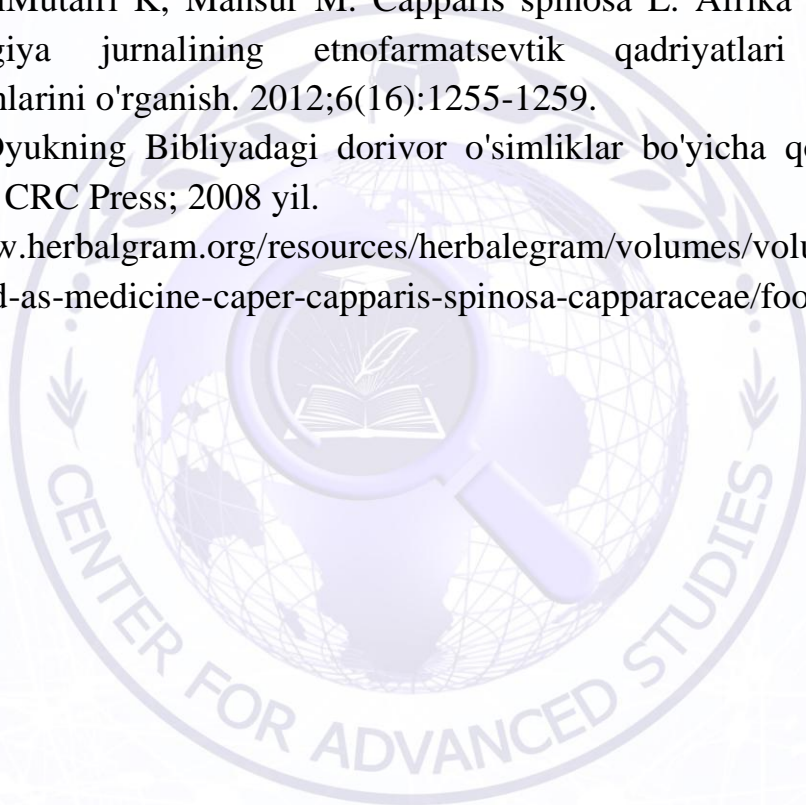 Mutairi K, Mansur M. Capparis spinosa L. Afrika
giya jurnalining etnofarmatsevtik qadriyatlari
larini o'rganish. 2012;6(16):1255-1259.
Dyukning Bibliyadagi dorivor o'simliklar bo'yicha
CRC Press; 2008 yil.
w.herbalgram.org/resources/herbalegram/volumes/volu
d-as-medicine-caper-capparis-spinosa-capparaceae/foo
CENTER FOR ADVANCED STUDIES